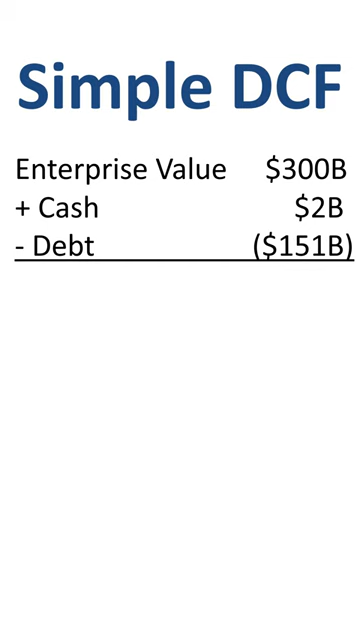 Simple DCF
Enterprise Value $300B
+ Cash $2B
- Debt ($151B)